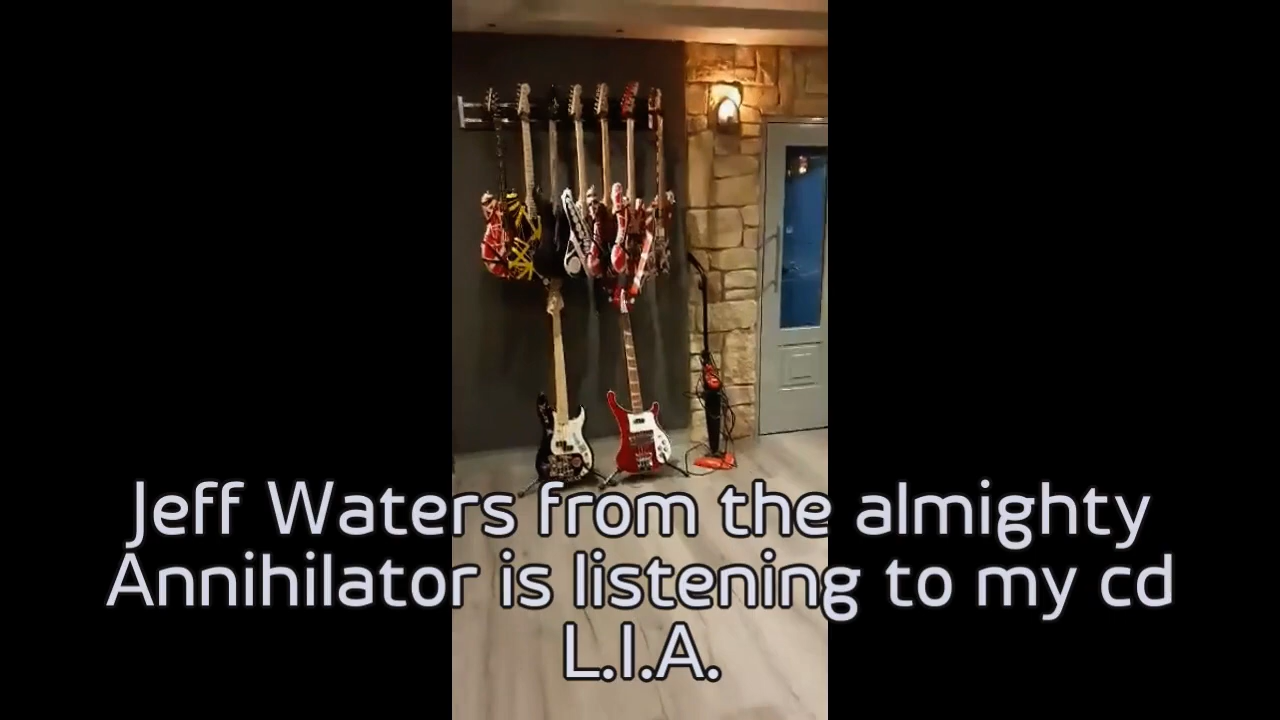 Jeff Waters from the almighty
Annihilator is listening to my cd
L.I.A.